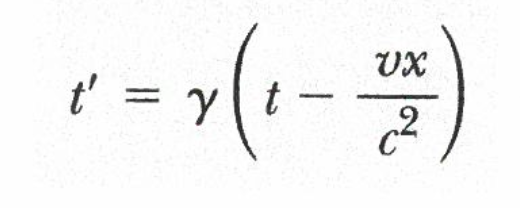 t′ = γ(t − vx/c²)